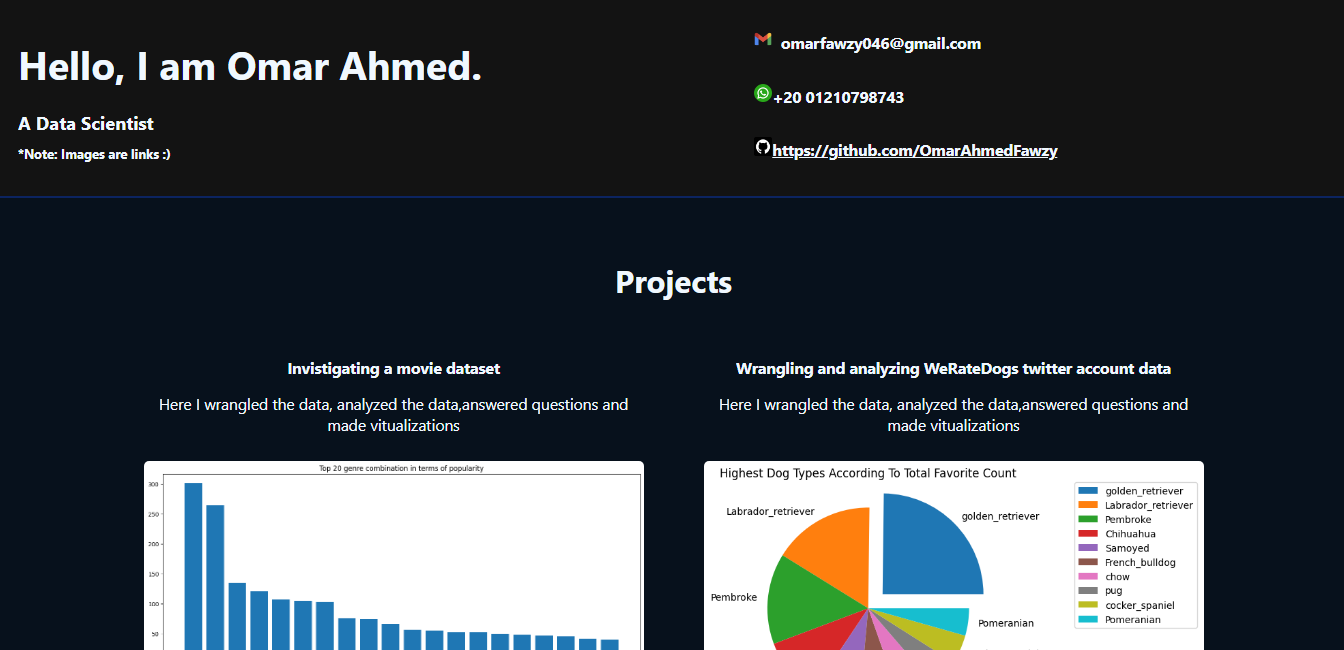 Hello, I am Omar Ahmed.
A Data Scientist
*Note: Images are links :)
omarfawzy046@gmail.com
+20 01210798743
https://github.com/OmarAhmedFawzy
Projects
Invistigating a movie dataset
Here I wrangled the data, analyzed the data,answered questions and
made vitualizations
Top 20 genre combination in terms of popularity
300
250
200
150
100
50
Wrangling and analyzing WeRateDogs twitter account data
Here I wrangled the data, analyzed the data,answered questions and
made vitualizations
Highest Dog Types According To Total Favorite Count
Labrador_retriever
golden_retriever
Pembroke
Pomeranian
golden_retriever
Labrador_retriever
Pembroke
Chihuahua
Samoyed
French_bulldog
chow
pug
cocker_spaniel
Pomeranian